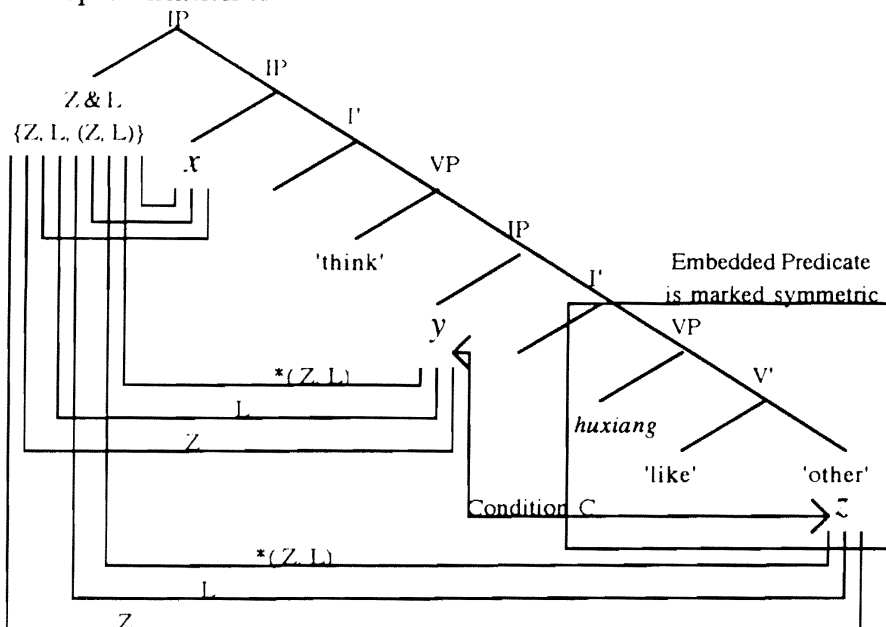 IP
IP
Z & L
{Z, L, (Z, L)}
I'
x
VP
'think'
IP
Embedded Predicate
is marked symmetric
I'
y
VP
*(Z, L)
V'
L
huxiang
Z
'like'
'other'
Condition C
z
*(Z, L)
L
Z